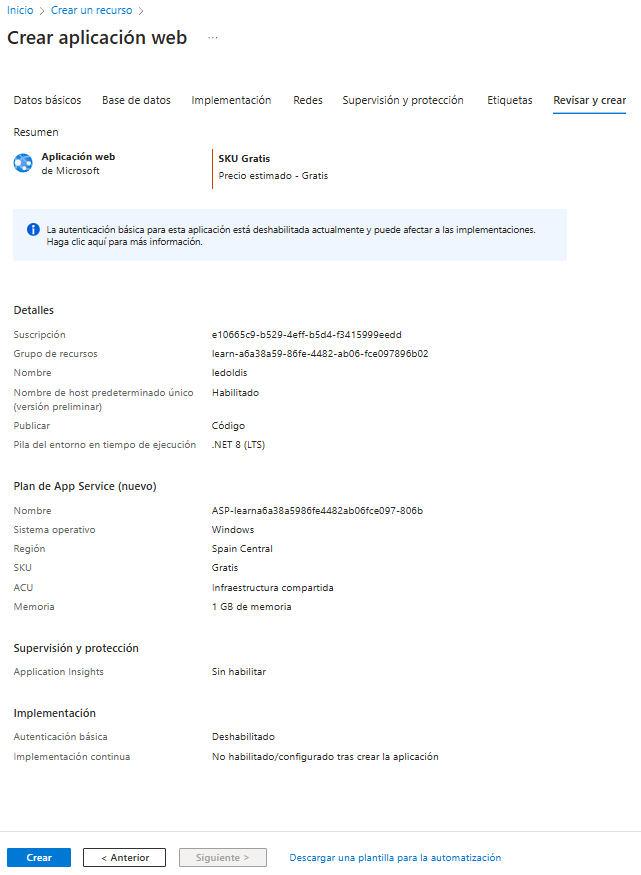 Inicio > Crear un recurso >
Crear aplicación web ...
Datos básicos Base de datos Implementación Redes Supervisión y protección Etiquetas Revisar y crear
Resumen
Aplicación web
de Microsoft
SKU Gratis
Precio estimado - Gratis
La autenticación básica para esta aplicación está deshabilitada actualmente y puede afectar a las implementaciones.
Haga clic aquí para más información.
Detalles
Suscripción e10665c9-b529-4eff-b5d4-f3415999eedd
Grupo de recursos learn-a6a38a59-86fe-4482-ab06-fce097896b02
Nombre ledoldis
Nombre de host predeterminado único Habilitado
(versión preliminar)
Publicar Código
Pila del entorno en tiempo de ejecución .NET 8 (LTS)
Plan de App Service (nuevo)
Nombre ASP-learna6a38a5986fe4482ab06fce097-806b
Sistema operativo Windows
Región Spain Central
SKU Gratis
ACU Infraestructura compartida
Memoria 1 GB de memoria
Supervisión y protección
Application Insights Sin habilitar
Implementación
Autenticación básica Deshabilitado
Implementación continua No habilitado/configurado tras crear la aplicación
Crear < Anterior Siguiente > Descargar una plantilla para la automatización